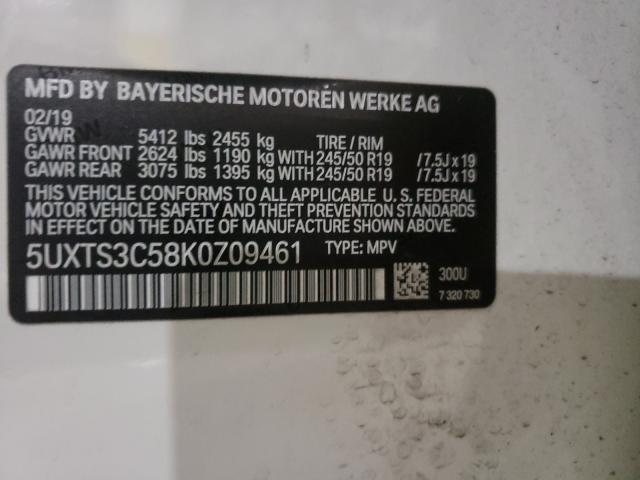 MFD BY BAYERISCHE MOTOREN WERKE AG
02/19
GVWR 5412 lbs 2455 kg TIRE / RIM
GAWR FRONT 2624 lbs 1190 kg WITH 245/50 R19 /7.5J x 19
GAWR REAR 3075 lbs 1395 kg WITH 245/50 R19 /7.5J x 19
THIS VEHICLE CONFORMS TO ALL APPLICABLE U. S. FEDERAL
MOTOR VEHICLE SAFETY AND THEFT PREVENTION STANDARDS
IN EFFECT ON THE DATE OF MANUFACTURE SHOWN ABOVE.
5UXTS3C58K0Z09461 TYPE: MPV
300U
7 320 730